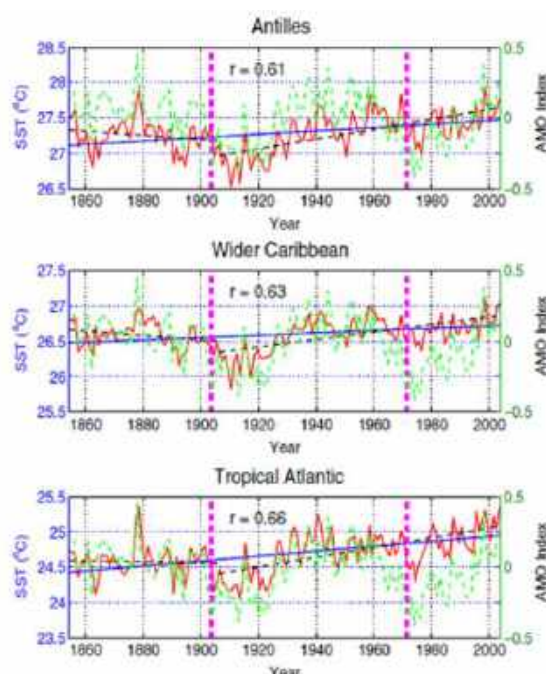 Antilles
28.5
28
27.5
27
26.5
SST (⁰C)
r = 0.61
0.5
0
-0.5
AMO Index
1860 1880 1900 1920 1940 1960 1980 2000
Year
Wider Caribbean
27.5
27
26.5
26
25.5
SST (⁰C)
r = 0.63
0.5
0
-0.5
AMO Index
1860 1880 1900 1920 1940 1960 1980 2000
Year
Tropical Atlantic
25.5
25
24.5
24
23.5
SST (⁰C)
r = 0.66
0.5
0
-0.5
AMO Index
1860 1880 1900 1920 1940 1960 1980 2000
Year